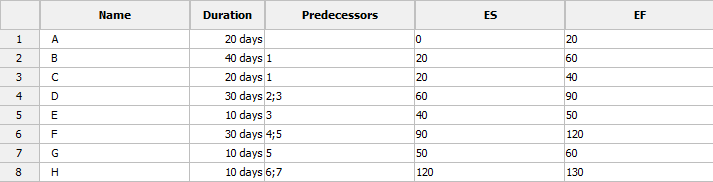 Name Duration Predecessors ES EF
1 A 20 days 0 20
2 B 40 days 1 20 60
3 C 20 days 1 20 40
4 D 30 days 2;3 60 90
5 E 10 days 3 40 50
6 F 30 days 4;5 90 120
7 G 10 days 5 50 60
8 H 10 days 6;7 120 130